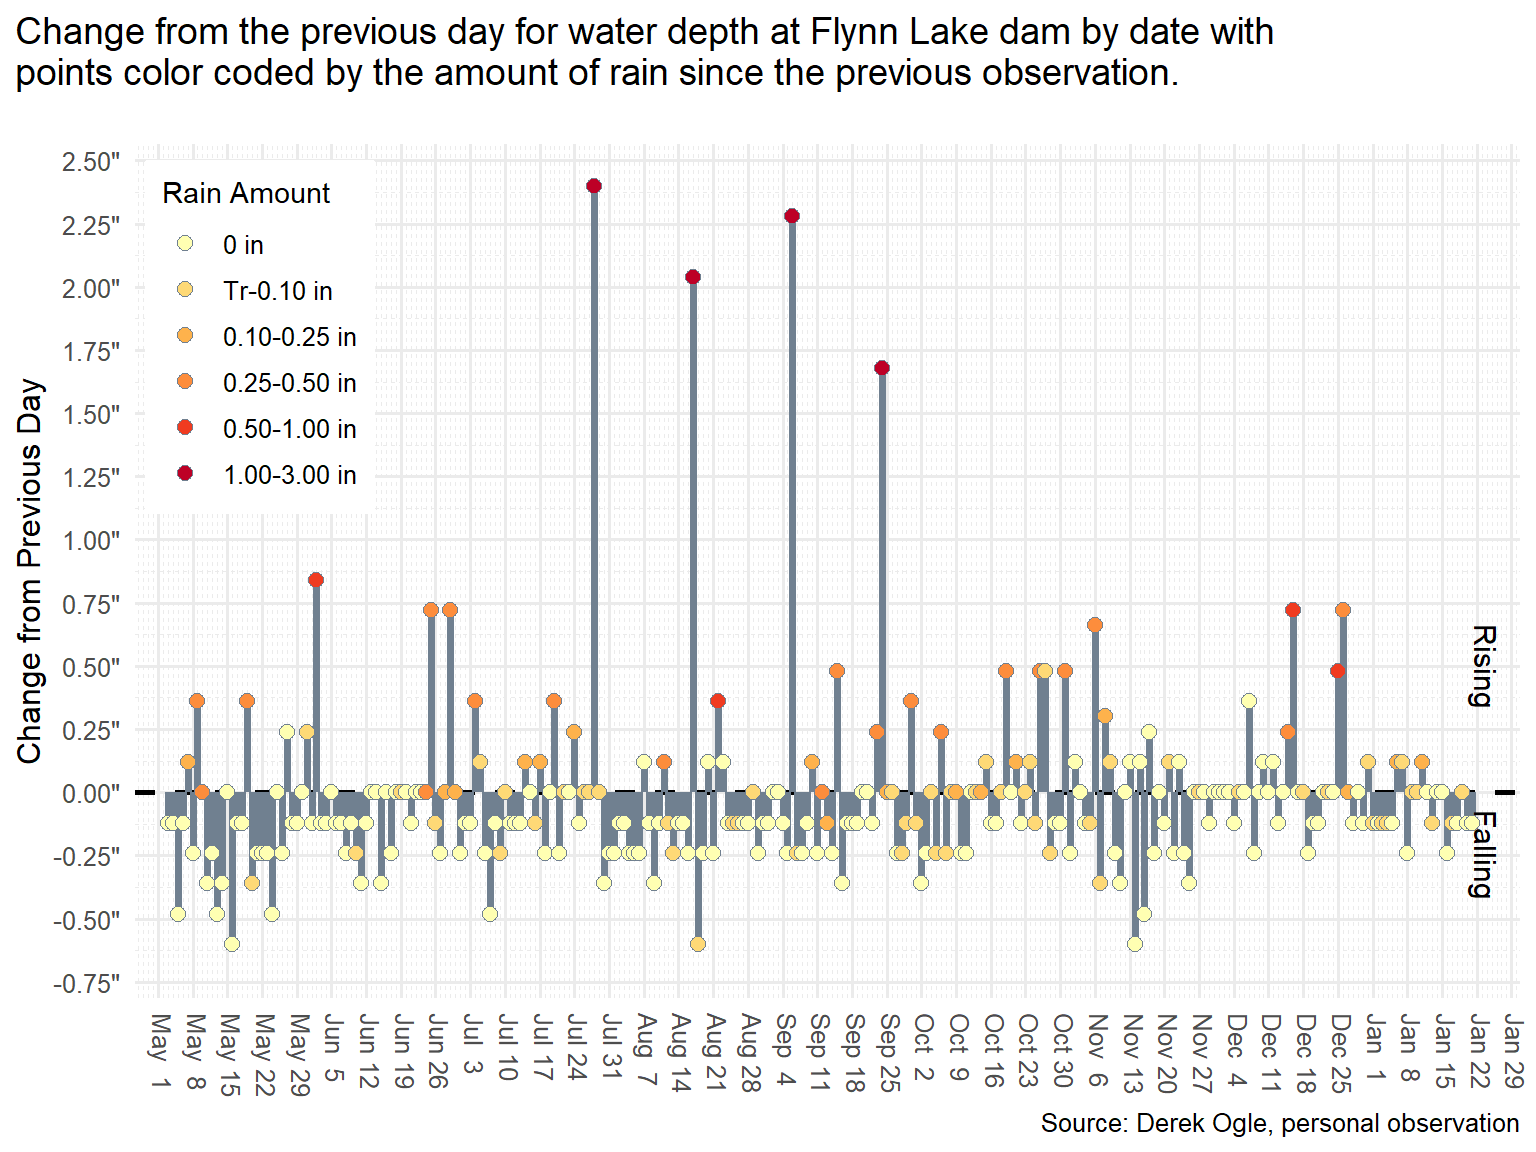 Change from the previous day for water depth at Flynn Lake dam by date with
points color coded by the amount of rain since the previous observation.
Change from Previous Day
2.50"
2.25"
2.00"
1.75"
1.50"
1.25"
1.00"
0.75"
0.50"
0.25"
0.00"
-0.25"
-0.50"
-0.75"
Rain Amount
0 in
Tr-0.10 in
0.10-0.25 in
0.25-0.50 in
0.50-1.00 in
1.00-3.00 in
Rising
Falling
May 1
May 8
May 15
May 22
May 29
Jun 5
Jun 12
Jun 19
Jun 26
Jul 3
Jul 10
Jul 17
Jul 24
Jul 31
Aug 7
Aug 14
Aug 21
Aug 28
Sep 4
Sep 11
Sep 18
Sep 25
Oct 2
Oct 9
Oct 16
Oct 23
Oct 30
Nov 6
Nov 13
Nov 20
Nov 27
Dec 4
Dec 11
Dec 18
Dec 25
Jan 1
Jan 8
Jan 15
Jan 22
Jan 29
Source: Derek Ogle, personal observation